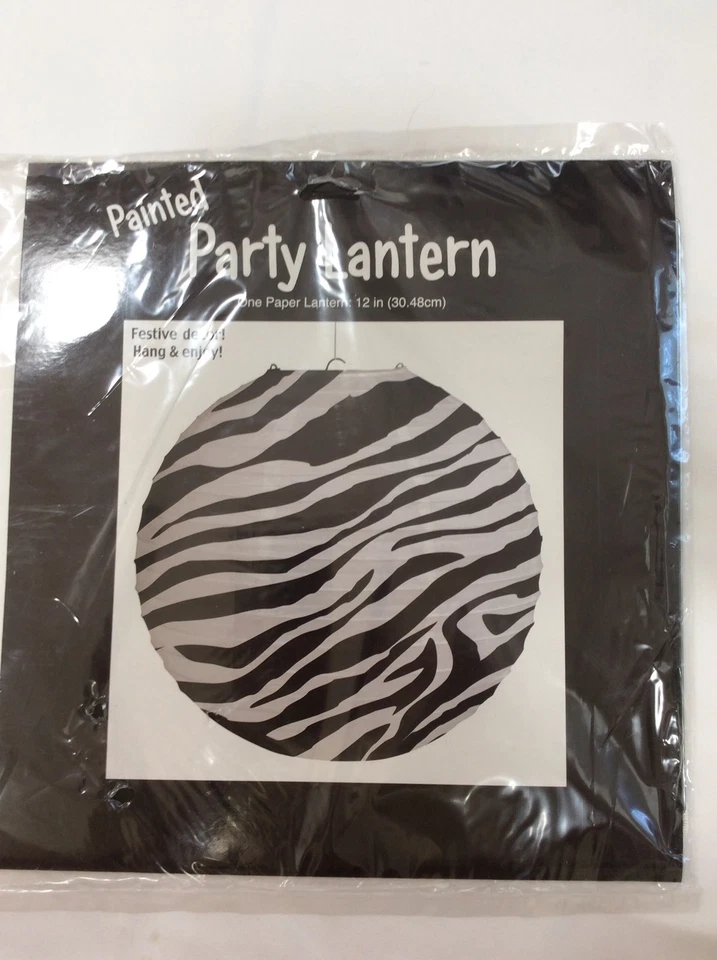 Painted
Party Lantern
One Paper Lantern: 12 in (30.48cm)
Festive decor!
Hang & enjoy!